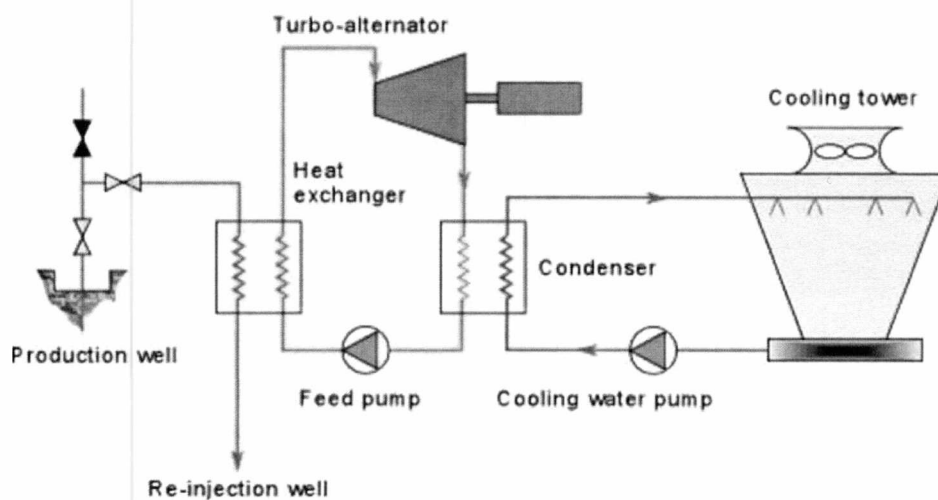 Turbo-alternator
Cooling tower
Heat
exchanger
Condenser
Production well
Feed pump
Cooling water pump
Re-injection well